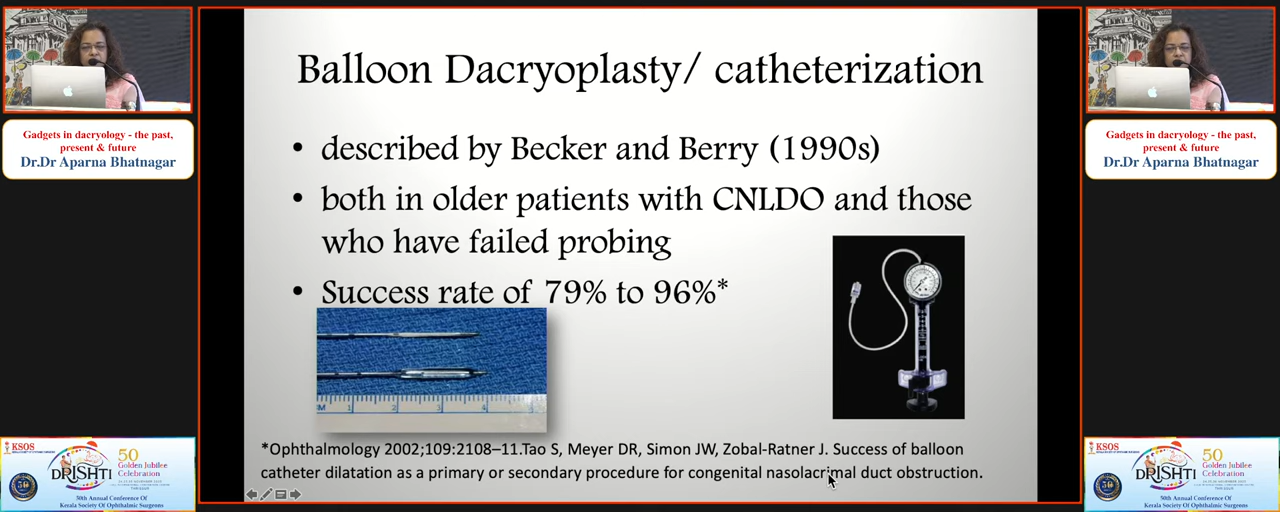 Balloon Dacryoplasty/ catheterization
• described by Becker and Berry (1990s)
• both in older patients with CNLDO and those
who have failed probing
• Success rate of 79% to 96%*
1 2 3 4
*Ophthalmology 2002;109:2108–11.Tao S, Meyer DR, Simon JW, Zobal-Ratner J. Success of balloon
catheter dilatation as a primary or secondary procedure for congenital nasolacrimal duct obstruction.
Gadgets in dacryology - the past,
present & future
Dr.Dr Aparna Bhatnagar
KSOS
DRISHTI
50
Golden Jubilee
Celebration
50th Annual Conference Of
Kerala Society Of Ophthalmic Surgeons
Gadgets in dacryology - the past,
present & future
Dr.Dr Aparna Bhatnagar
KSOS
DRISHTI
50
Golden Jubilee
Celebration
50th Annual Conference Of
Kerala Society Of Ophthalmic Surgeons